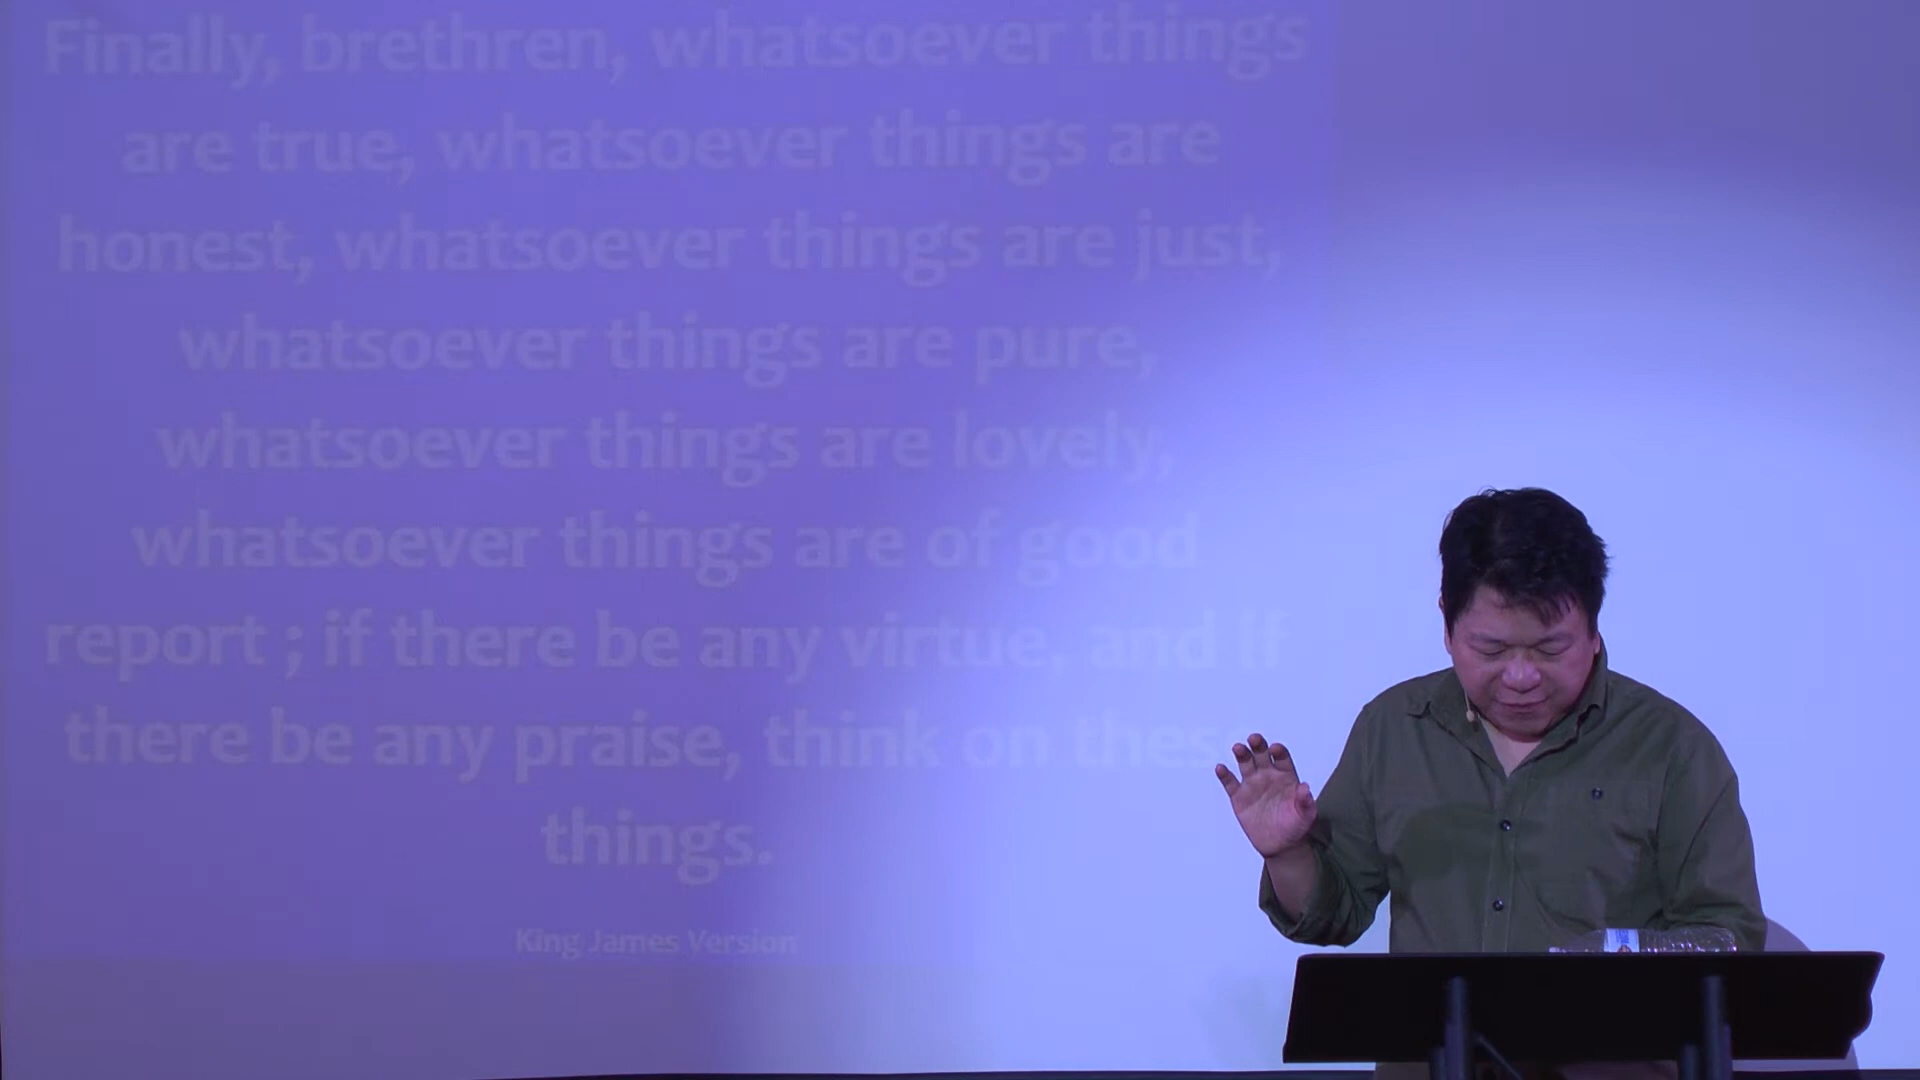 Finally, brethren, whatsoever things
are true, whatsoever things are
honest, whatsoever things are just,
whatsoever things are pure,
whatsoever things are lovely,
whatsoever things are of good
report ; if there be any virtue, and if
there be any praise, think on these
things.
King James Version